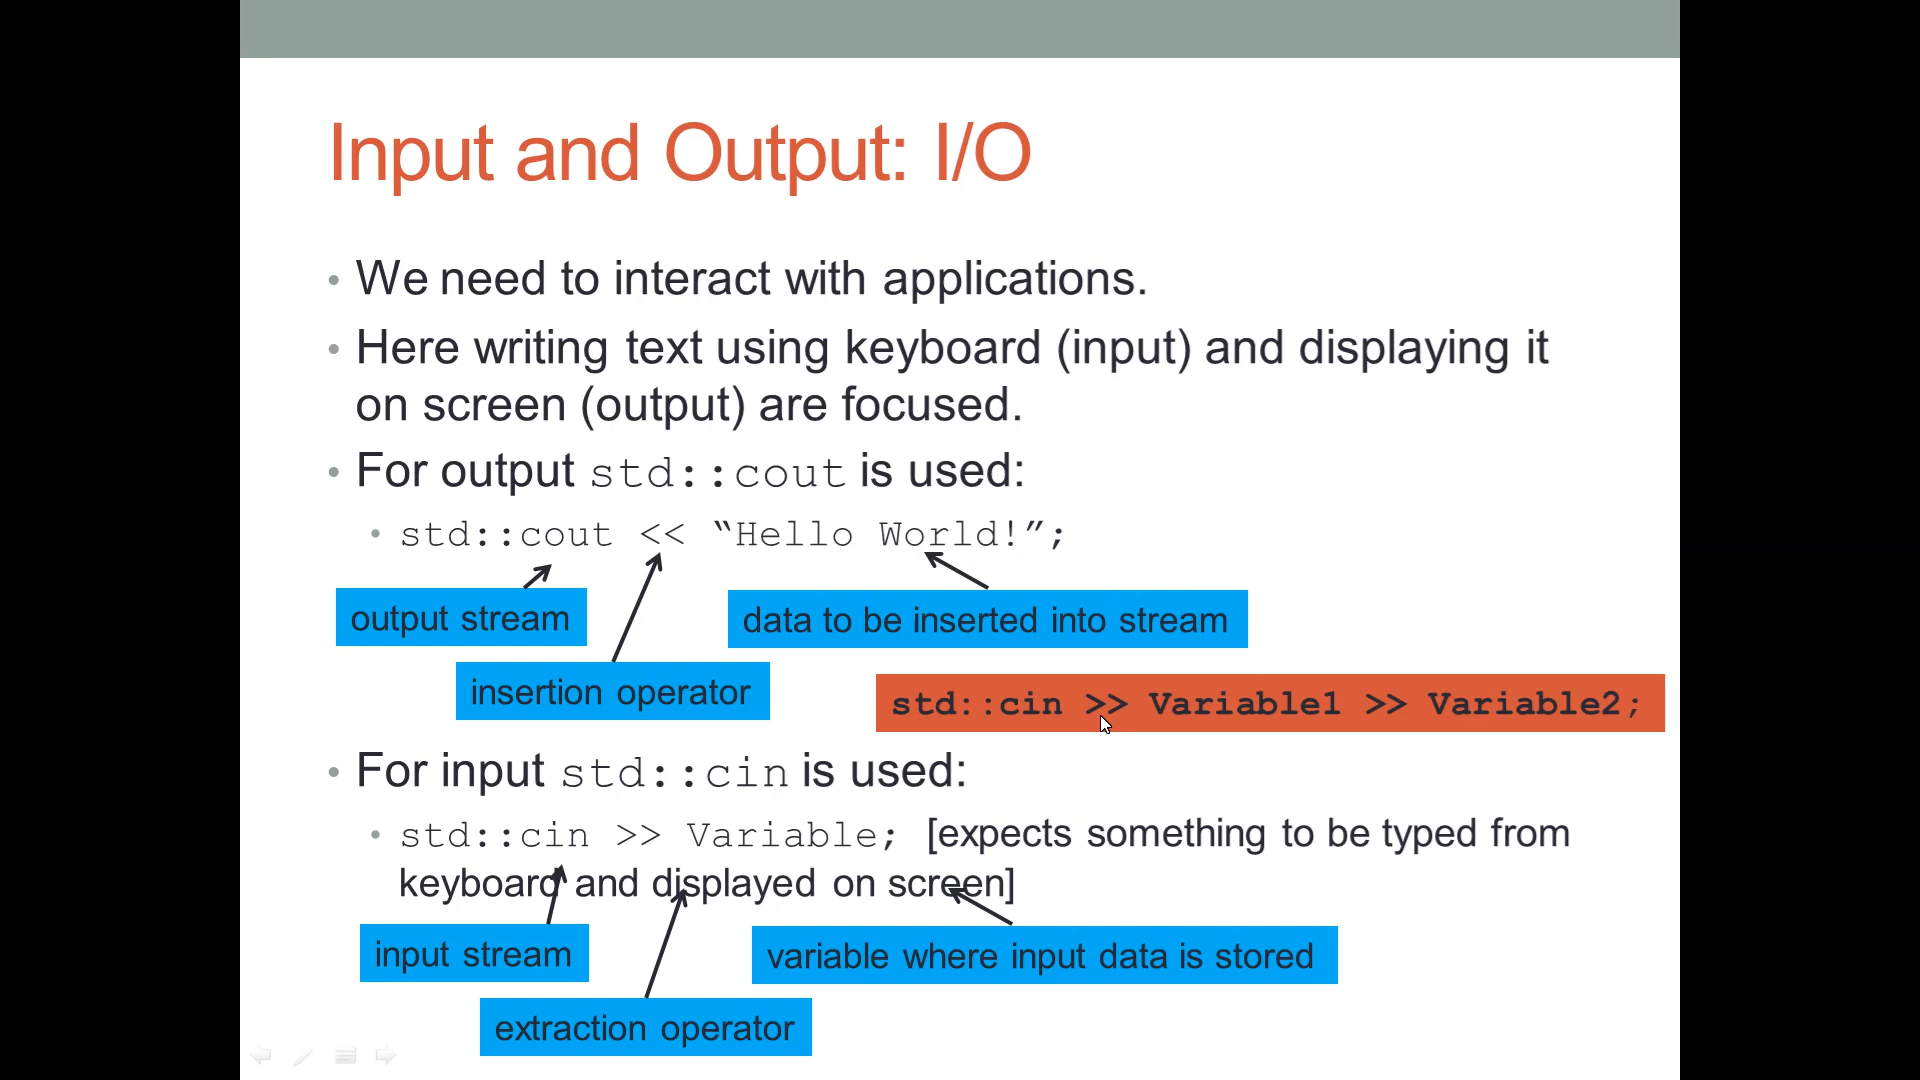 Input and Output: I/O
• We need to interact with applications.
• Here writing text using keyboard (input) and displaying it
on screen (output) are focused.
• For output std::cout is used:
• std::cout << “Hello World!”;
output stream
data to be inserted into stream
insertion operator
std::cin >> Variable1 >> Variable2;
• For input std::cin is used:
• std::cin >> Variable; [expects something to be typed from
keyboard and displayed on screen]
input stream
variable where input data is stored
extraction operator